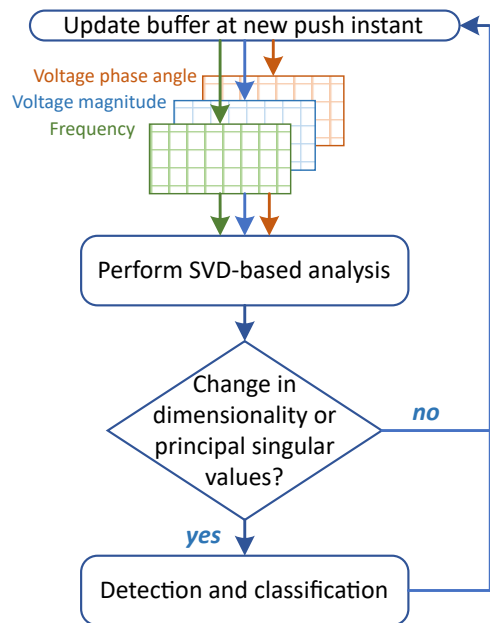 Update buffer at new push instant
Voltage phase angle
Voltage magnitude
Frequency
Perform SVD-based analysis
Change in
dimensionality or
principal singular
values?
no
yes
Detection and classification